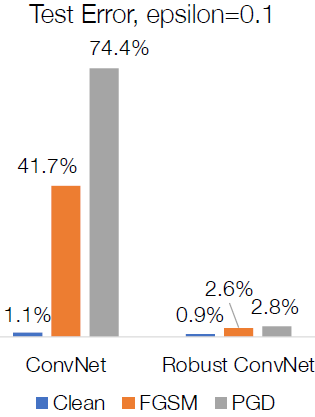 Test Error, epsilon=0.1
74.4%
41.7%
1.1%
2.6%
0.9%
2.8%
ConvNet
Robust ConvNet
Clean FGSM PGD